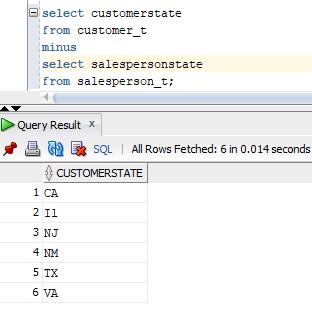 select customerstate
from customer_t
minus
select salespersonstate
from salesperson_t;
Query Result x
SQL | All Rows Fetched: 6 in 0.014 seconds
CUSTOMERSTATE
1 CA
2 Il
3 NJ
4 NM
5 TX
6 VA